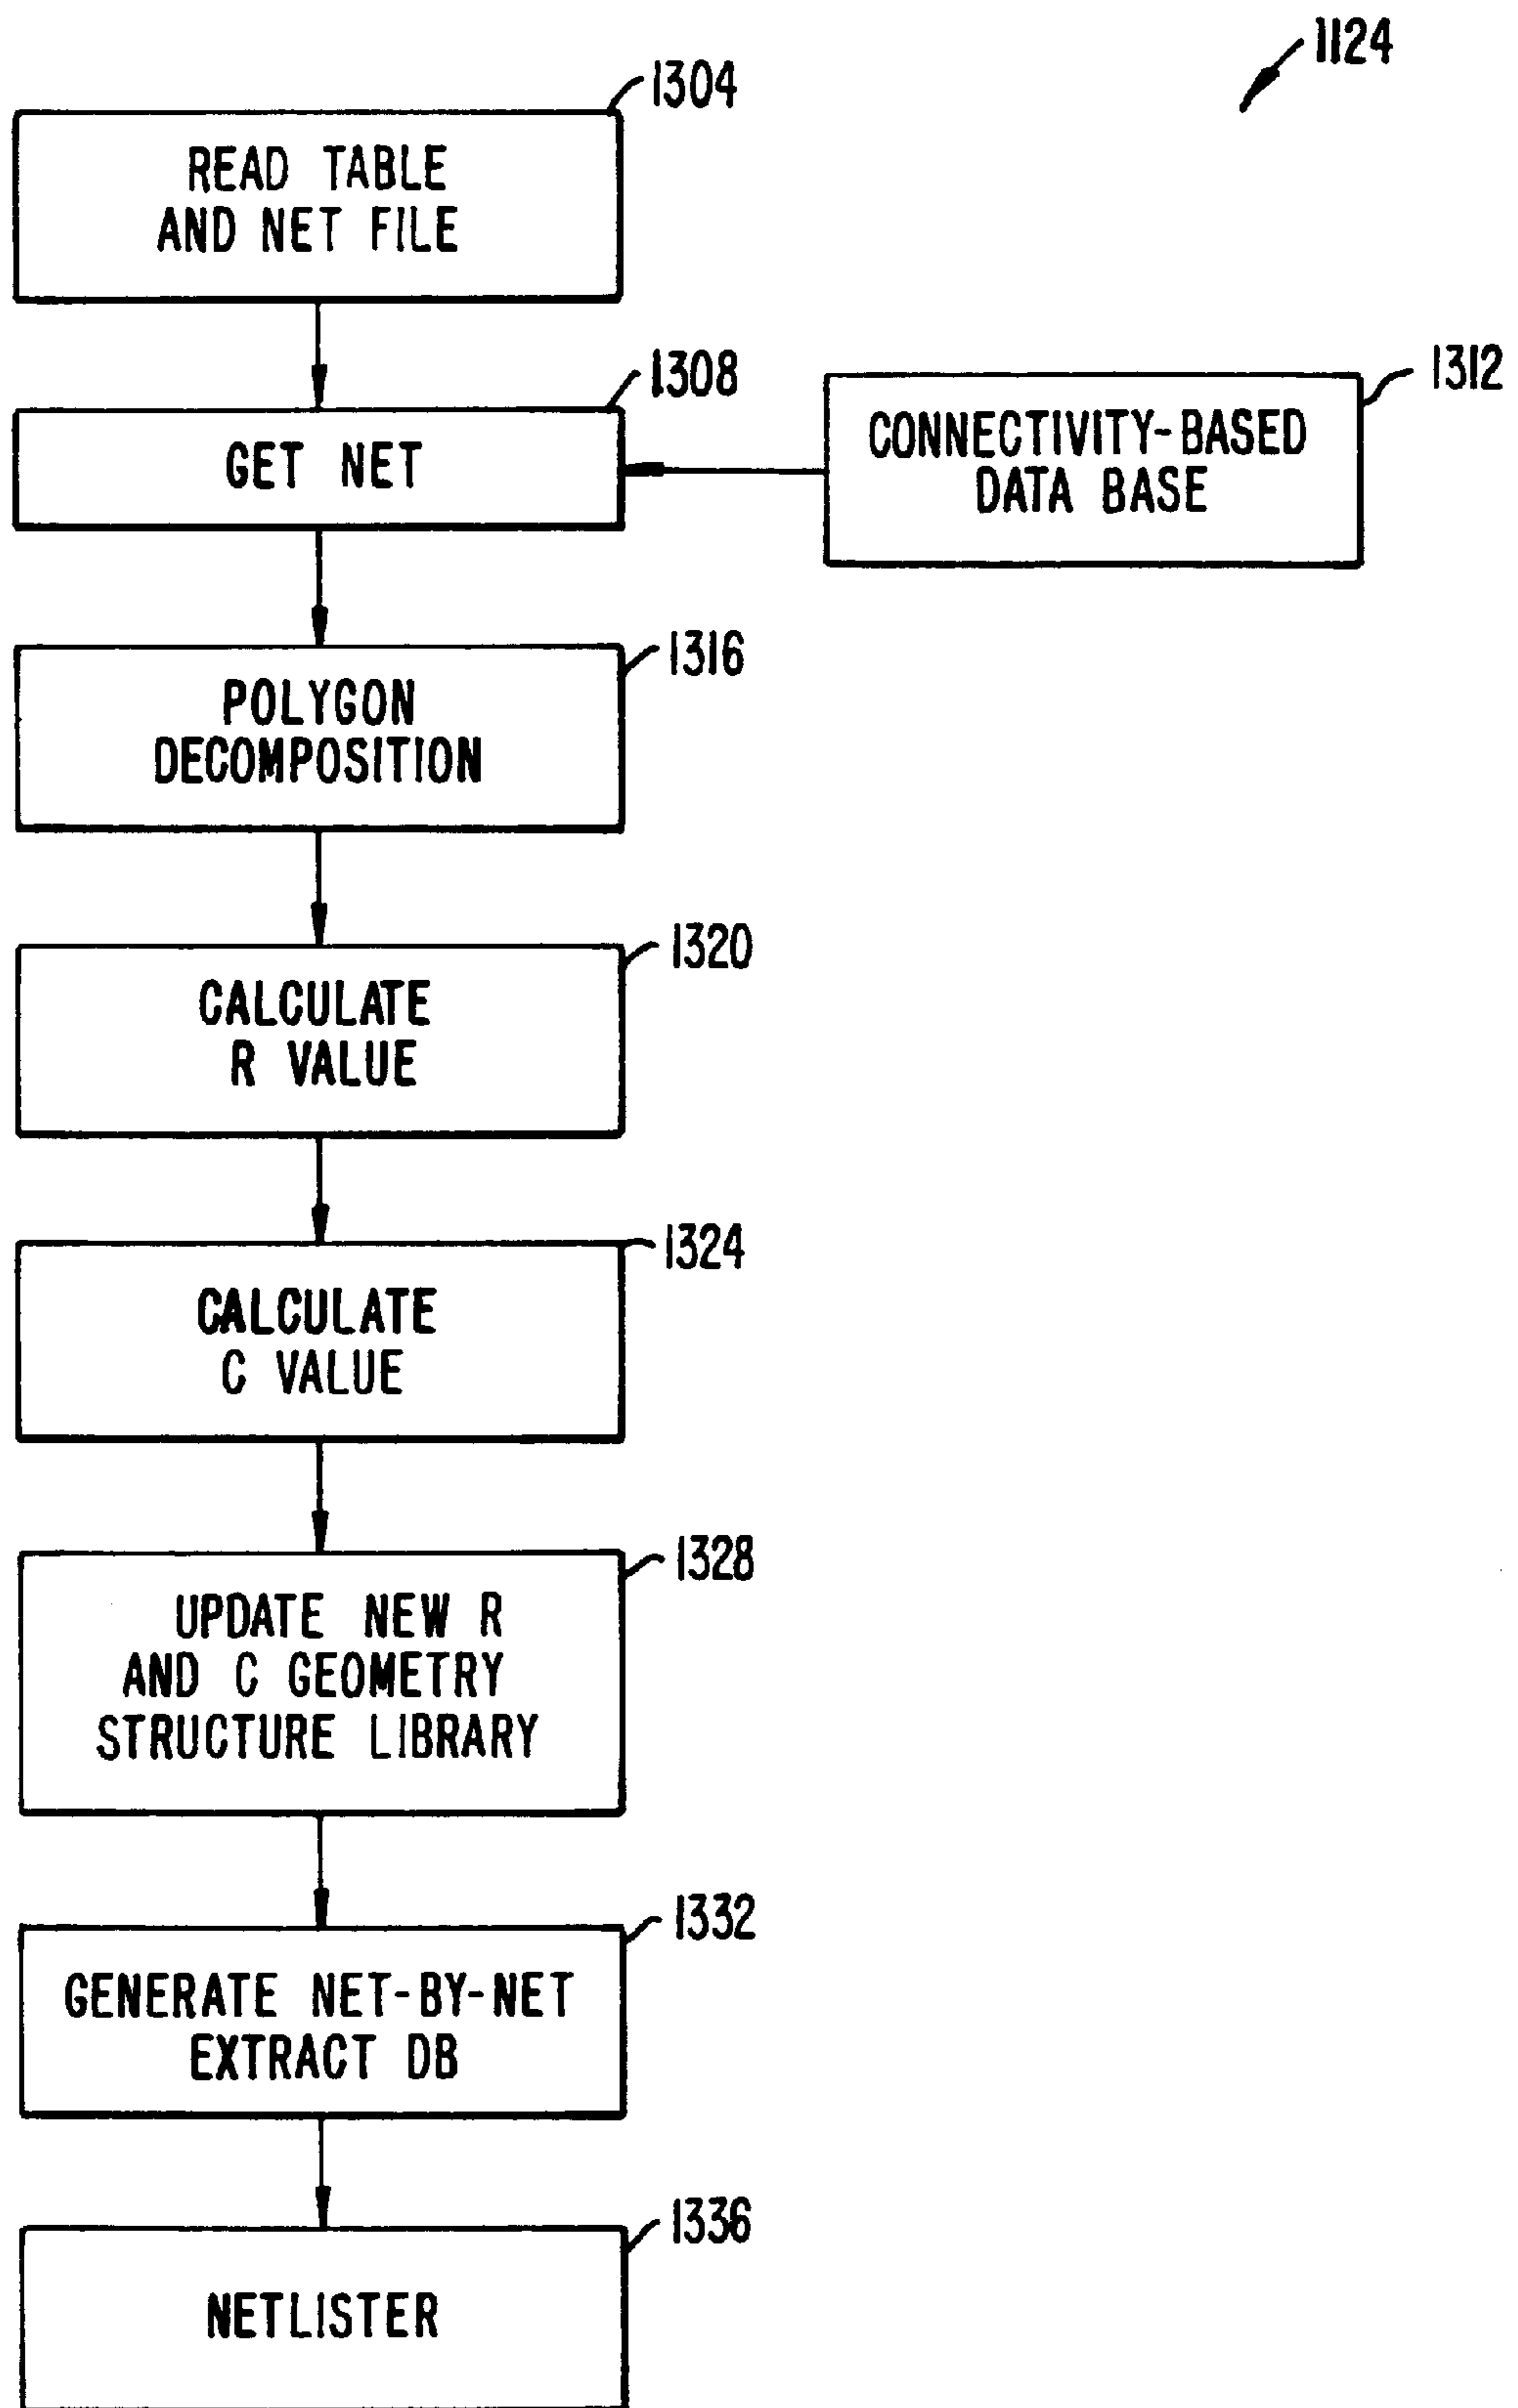 1124
1304
READ TABLE
AND NET FILE
1308
GET NET
1312
CONNECTIVITY-BASED
DATA BASE
1316
POLYGON
DECOMPOSITION
1320
CALCULATE
R VALUE
1324
CALCULATE
C VALUE
1328
UPDATE NEW R
AND C GEOMETRY
STRUCTURE LIBRARY
1332
GENERATE NET-BY-NET
EXTRACT DB
1336
NETLISTER